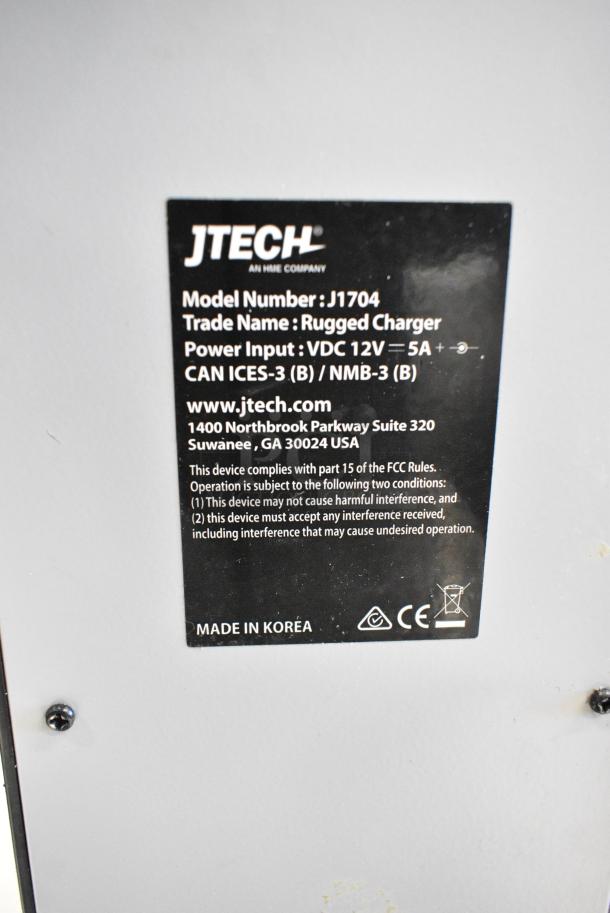 JTECH®
AN HME COMPANY
Model Number : J1704
Trade Name : Rugged Charger
Power Input : VDC 12V ⎓ 5A +
CAN ICES-3 (B) / NMB-3 (B)
www.jtech.com
1400 Northbrook Parkway Suite 320
Suwanee , GA 30024 USA
This device complies with part 15 of the FCC Rules.
Operation is subject to the following two conditions:
(1) This device may not cause harmful interference, and
(2) this device must accept any interference received,
including interference that may cause undesired operation.
MADE IN KOREA CE